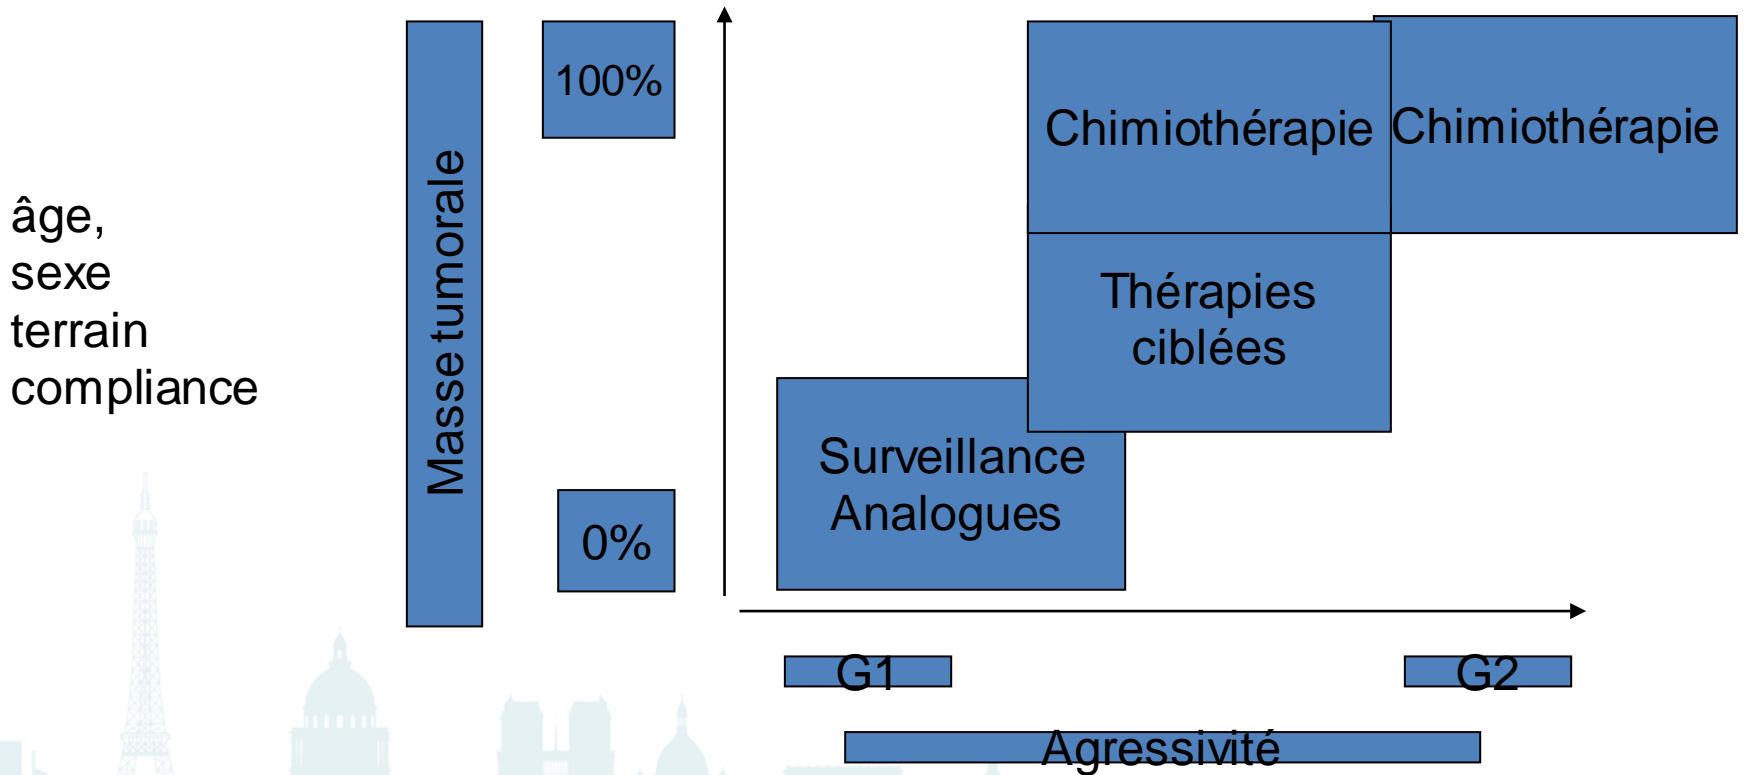 âge,
sexe
terrain
compliance
Masse tumorale
100%
0%
Chimiothérapie
Chimiothérapie
Thérapies
ciblées
Surveillance
Analogues
G1
G2
Agressivité